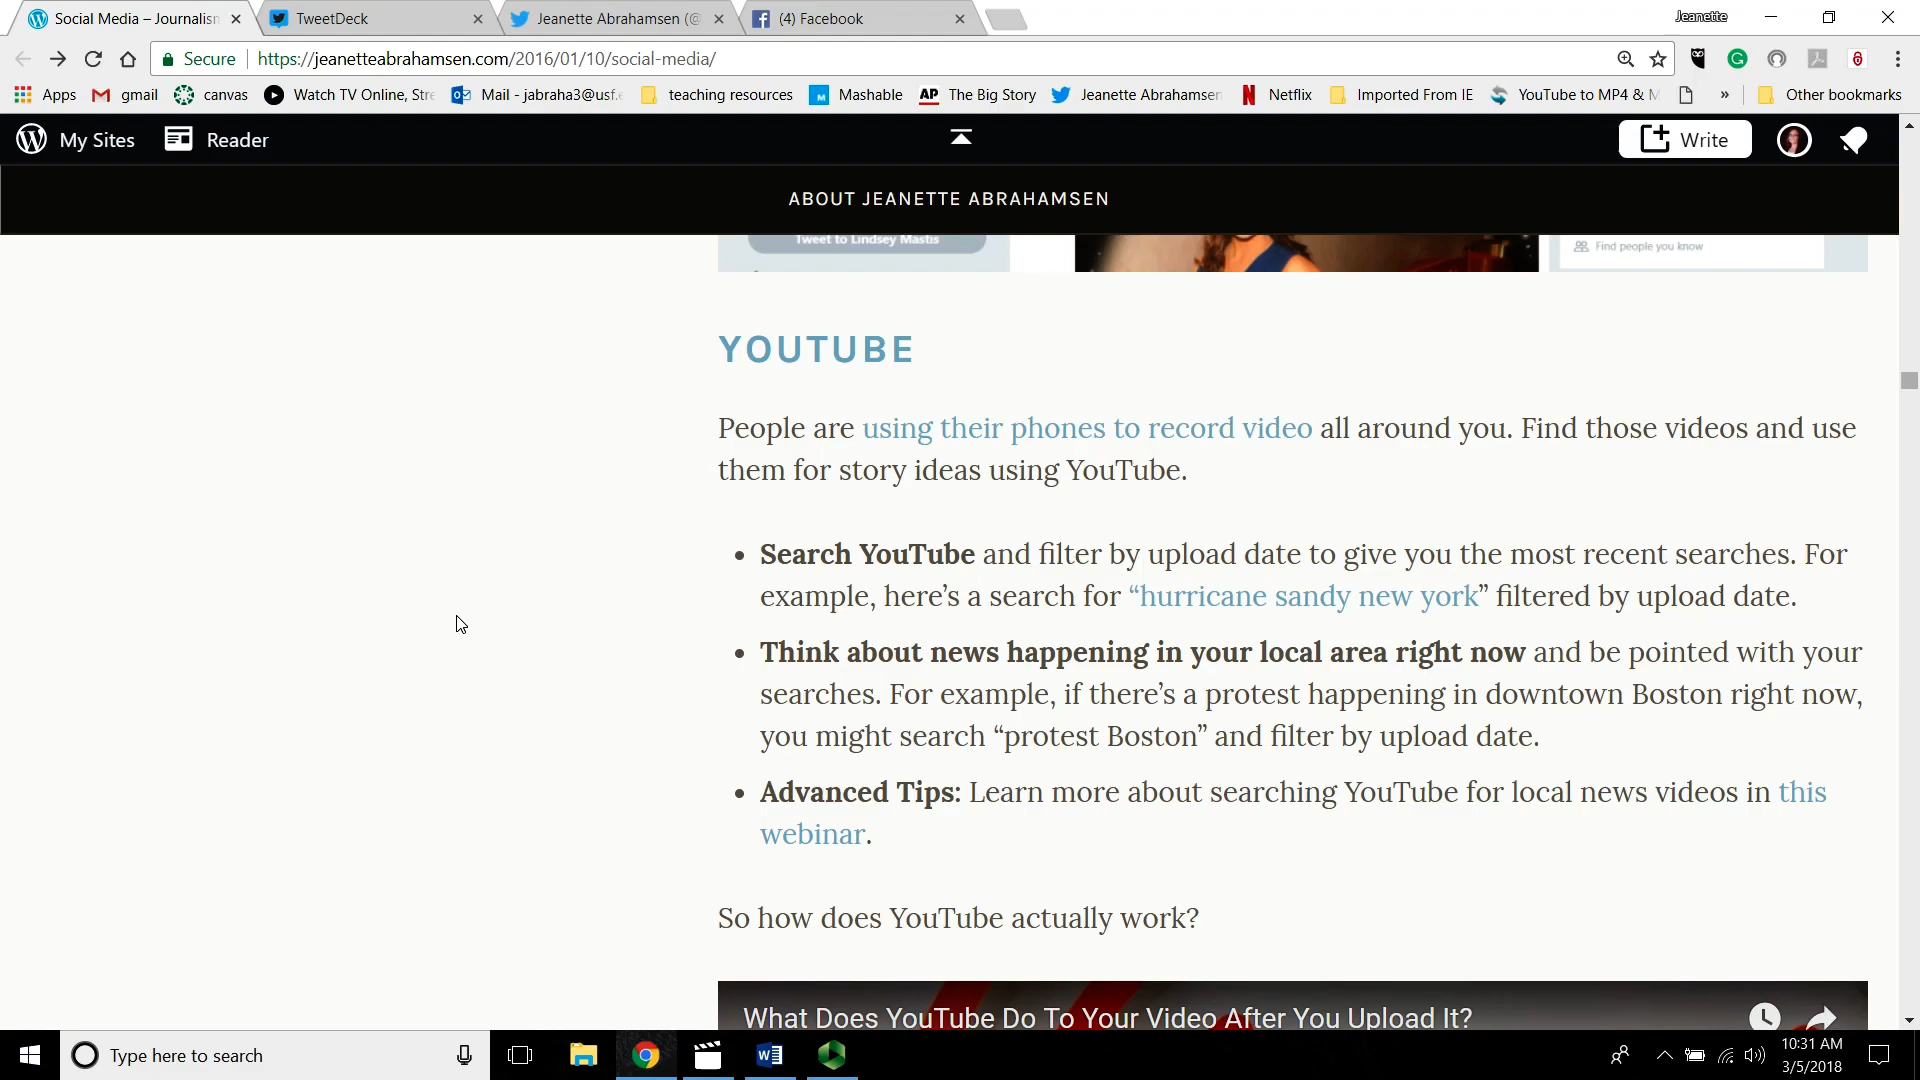 Social Media – Journalism
TweetDeck
Jeanette Abrahamsen (@
(4) Facebook
Jeanette
Secure
https://jeanetteabrahamsen.com/2016/01/10/social-media/
Apps
gmail
canvas
Watch TV Online, Stre
Mail - jabraha3@usf.e
teaching resources
Mashable
AP The Big Story
Jeanette Abrahamsen
Netflix
Imported From IE
YouTube to MP4 & M
»
Other bookmarks
My Sites
Reader
Write
ABOUT JEANETTE ABRAHAMSEN
Tweet to Lindsey Mastis
Find people you know
YOUTUBE
People are using their phones to record video all around you. Find those videos and use
them for story ideas using YouTube.
• Search YouTube and filter by upload date to give you the most recent searches. For
example, here’s a search for “hurricane sandy new york” filtered by upload date.
• Think about news happening in your local area right now and be pointed with your
searches. For example, if there’s a protest happening in downtown Boston right now,
you might search “protest Boston” and filter by upload date.
• Advanced Tips: Learn more about searching YouTube for local news videos in this
webinar.
So how does YouTube actually work?
What Does YouTube Do To Your Video After You Upload It?
Type here to search
10:31 AM
3/5/2018